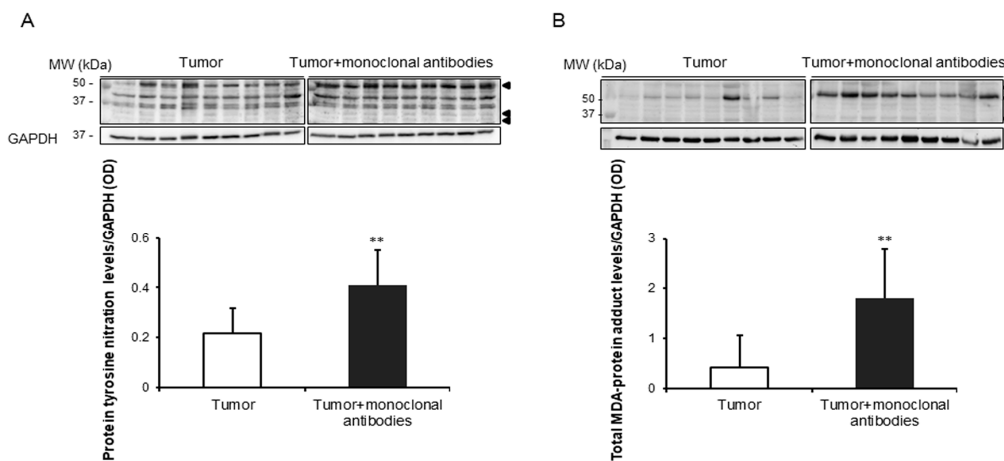 A
MW (kDa)
Tumor
Tumor+monoclonal antibodies
50 -
37 -
GAPDH
37 -
Protein tyrosine nitration levels/GAPDH (OD)
0.6
0.4
0.2
0
**
Tumor
Tumor+monoclonal
antibodies
B
MW (kDa)
Tumor
Tumor+monoclonal antibodies
50 -
37 -
Total MDA-protein adduct levels/GAPDH (OD)
3
2
1
0
**
Tumor
Tumor+monoclonal
antibodies